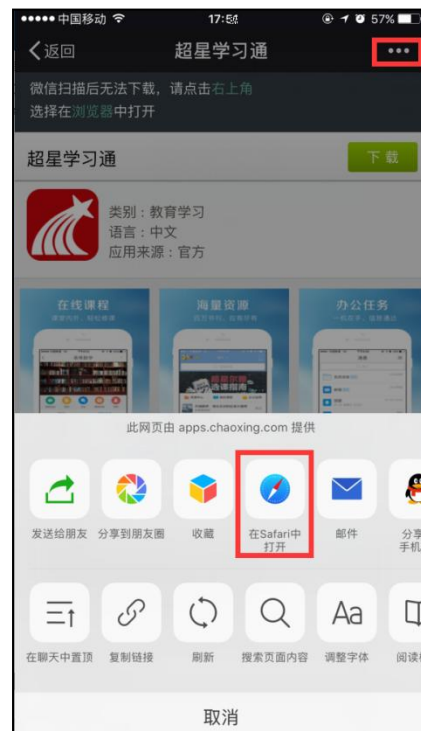 中国移动 17:5 57%
返回 超星学习通
微信扫描后无法下载，请点击右上角
选择在浏览器中打开
超星学习通 下载
类别：教育学习
语言：中文
应用来源：官方
在线课程 海量资源 办公任务
此网页由 apps.chaoxing.com 提供
发送给朋友 分享到朋友圈 收藏 在Safari中 邮件 分享
打开 手机
Aa
在聊天中置顶 复制链接 刷新 搜索页面内容 调整字体 阅读
取消